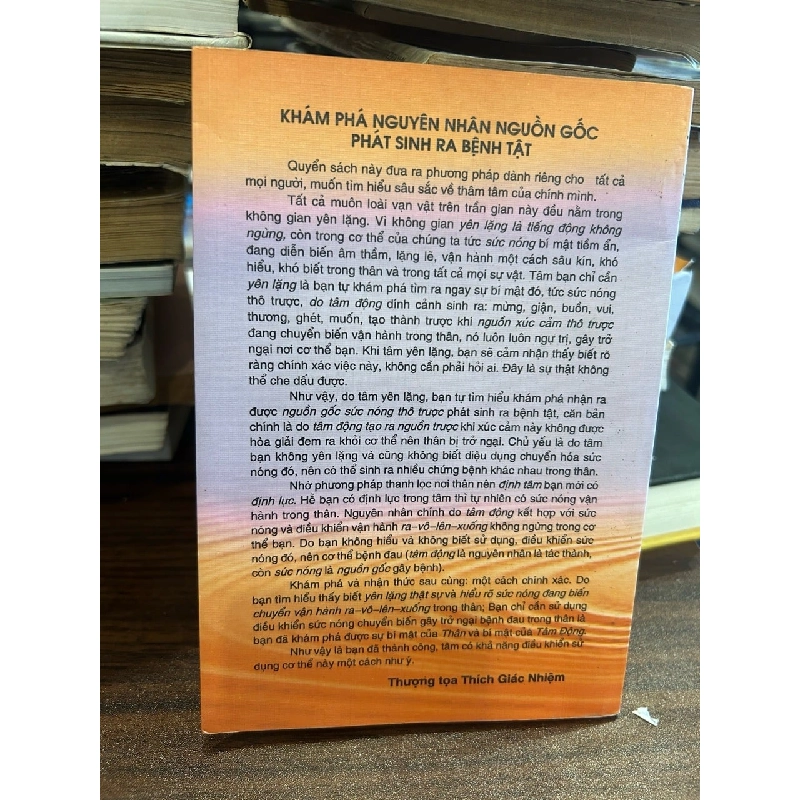 KHÁM PHÁ NGUYÊN NHÂN NGUỒN GỐC
PHÁT SINH RA BỆNH TẬT
Quyển sách này đưa ra phương pháp dành riêng cho tất cả
mọi người, muốn tìm hiểu sâu sắc về thâm tâm của chính mình.
Tất cả muôn loài vạn vật trên trần gian này đều nằm trong
không gian yên lặng. Vì không gian yên lặng là tiếng động không
ngừng, còn trong cơ thể của chúng ta tức sức nóng bí mật tiềm ẩn,
đang diễn biến âm thầm, lặng lẽ, vận hành một cách sâu kín, khó
hiểu, khó biết trong thân và trong tất cả mọi sự vật. Tâm bạn chỉ cần
yên lặng là bạn tự khám phá tìm ra ngay sự bí mật đó, tức sức nóng
thô trược, do tâm động dính cảnh sinh ra: mừng, giận, buồn, vui,
thương, ghét, muốn, tạo thành trược khí nguồn xúc cảm thô trược
đang chuyển biến vận hành trong thân, nó luôn luôn ngự trị, gây trở
ngại nơi cơ thể bạn. Khi tâm yên lặng, bạn sẽ cảm nhận thấy biết rõ
ràng chính xác việc này, không cần phải hỏi ai. Đây là sự thật không
thể che dấu được.
Như vậy, do tâm yên lặng, bạn tự tìm hiểu khám phá nhận ra
được nguồn gốc sức nóng thô trược phát sinh ra bệnh tật, căn bản
chính là do tâm động tạo ra nguồn trược khí xúc cảm này không được
hòa giải đem ra khỏi cơ thể nên thân bị trở ngại. Chủ yếu là do tâm
bạn không yên lặng và cũng không biết diệu dụng chuyển hóa sức
nóng đó, nên có thể sinh ra nhiều chứng bệnh khác nhau trong thân.
Nhờ phương pháp thanh lọc nơi thân nên định tâm bạn mới có
định lực. Hễ bạn có định lực trong tâm thì tự nhiên có sức nóng vận
hành trong thân. Nguyên nhân chính do tâm động kết hợp với sức
nóng và điều khiển vận hành ra-vô-lên-xuống không ngừng trong cơ
thể bạn. Do bạn không hiểu và không biết sử dụng, điều khiển sức
nóng đó, nên cơ thể bệnh đau (tâm động là nguyên nhân là tác thành,
còn sức nóng là nguồn gốc gây bệnh).
Khám phá và nhận thức sau cùng: một cách chính xác. Do
bạn tìm hiểu thấy biết yên lặng thật sự và hiểu rõ sức nóng đang biến
chuyển vận hành ra-vô-lên-xuống trong thân; Bạn chỉ cần sử dụng
điều khiển sức nóng chuyển biến gây trở ngại bệnh đau trong thân là
bạn đã khám phá được sự bí mật của Thân và bí mật của Tâm Động.
Như vậy là bạn đã thành công, tâm có khả năng điều khiển sử
dụng cơ thể này một cách như ý.
Thượng tọa Thích Giác Nhiệm